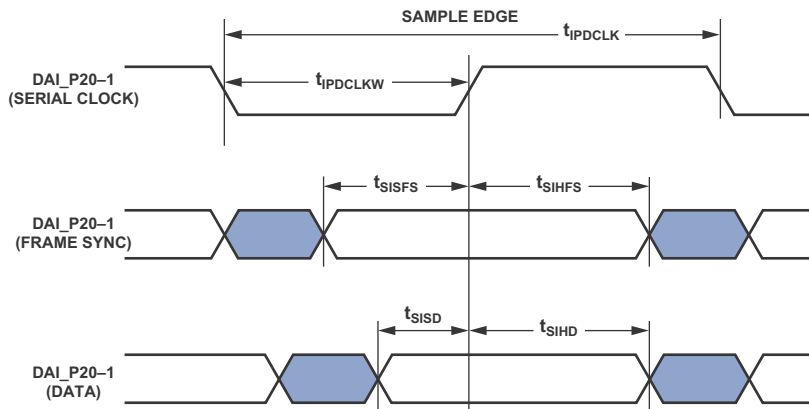 SAMPLE EDGE
tIPDCLK
DAI_P20–1
(SERIAL CLOCK)
tIPDCLKW
tSISFS
tSIHFS
DAI_P20–1
(FRAME SYNC)
tSISD
tSIHD
DAI_P20–1
(DATA)